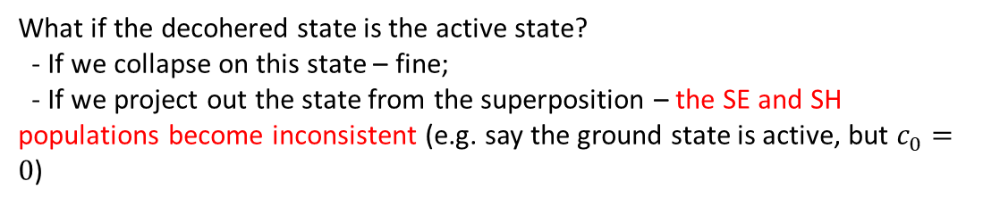 What if the decohered state is the active state?
- If we collapse on this state – fine;
- If we project out the state from the superposition – the SE and SH
populations become inconsistent (e.g. say the ground state is active, but c₀ =
0)